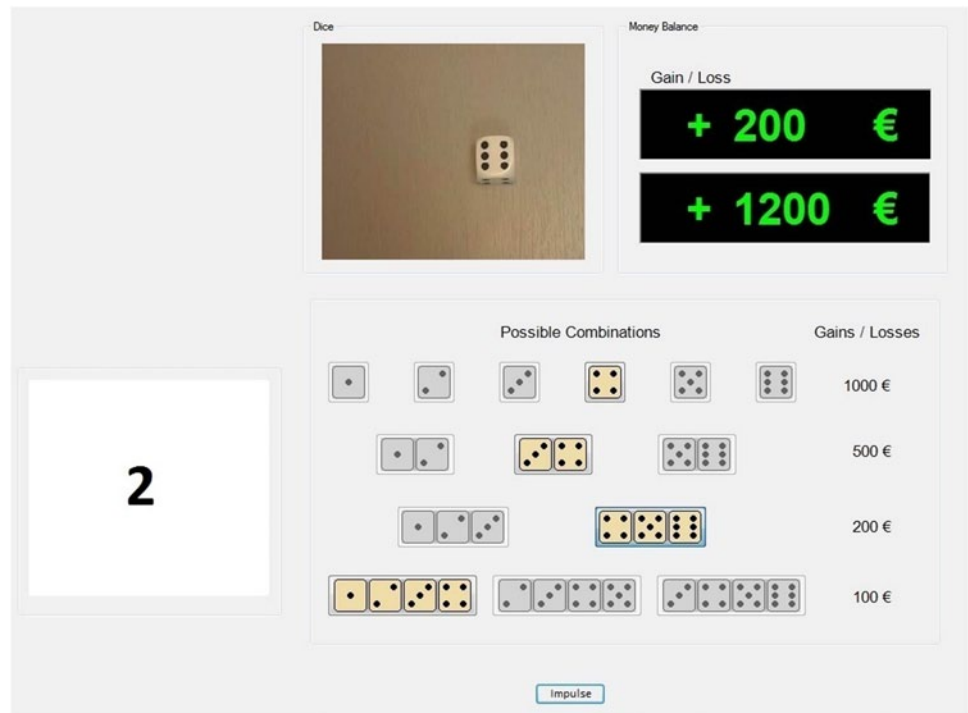 Dice
Money Balance
Gain / Loss
+ 200 €
+ 1200 €
Possible Combinations Gains / Losses
1000 €
500 €
2
200 €
100 €
Impulse